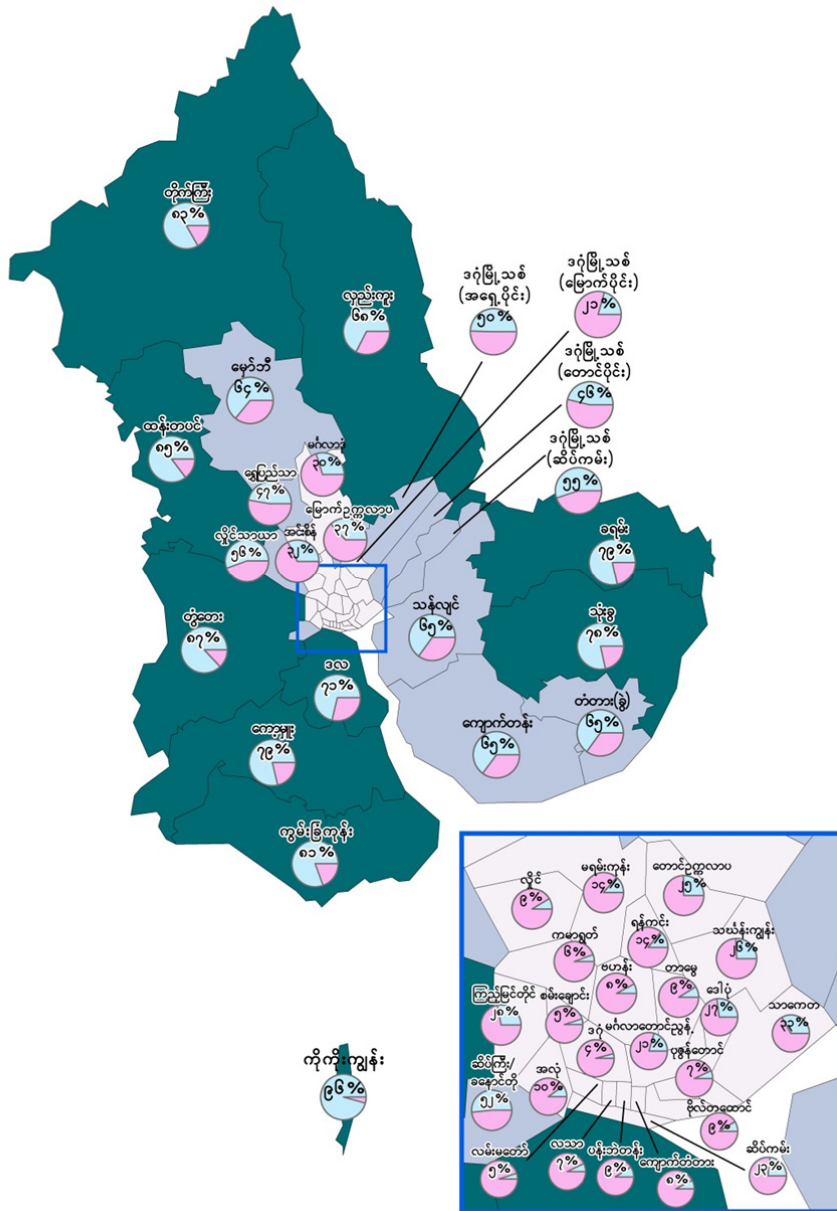 တိုက်ကြီး
၈၃%
လှည်းကူး
၆၈%
ဒဂုံမြို့သစ်
(အရှေ့ပိုင်း)
၅၁%
ဒဂုံမြို့သစ်
(မြောက်ပိုင်း)
၂၁%
ဒဂုံမြို့သစ်
(တောင်ပိုင်း)
၄၆%
ဒဂုံမြို့သစ်
(ဆိပ်ကမ်း)
၅၅%
မှော်ဘီ
၆၄%
ထန်းတပင်
၈၅%
မင်္ဂလာဒုံ
၃၀%
ရွှေပြည်သာ
၄၇%
မြောက်ဥက္ကလာပ
၃၇%
လှိုင်သာယာ
၅၆%
အင်းစိန်
၃၂%
ခရမ်း
၇၉%
တွံတေး
၈၇%
သန်လျင်
၆၅%
သုံးခွ
၇၈%
ဒလ
၇၁%
ကျောက်တန်း
၆၅%
တံတား(ခွဲ)
၆၅%
ကော့မှူး
၇၉%
ကွမ်းခြံကုန်း
၈၁%
ကိုကိုးကျွန်း
၉၆%
လှိုင်
၉%
မရမ်းကုန်း
၁၄%
တောင်ဥက္ကလာပ
၂၅%
ကမာရွတ်
၆%
ရန်ကင်း
၁၄%
သင်္ဃန်းကျွန်း
၂၆%
ဗဟန်း
၈%
တာမွေ
၉%
ဒေါပုံ
၂၇%
သာကေတ
၃၃%
ကြည့်မြင်တိုင်
၂၈%
စမ်းချောင်း
၅%
ဒဂုံ
၄%
မင်္ဂလာတောင်ညွန့်
၂၁%
ပုဇွန်တောင်
၇%
ဆိပ်ကြီး/
ခနောင်တို
၅၂%
အလုံ
၁၀%
ဗိုလ်တထောင်
၉%
လမ်းမတော်
၅%
လသာ
၇%
ပန်းဘဲတန်း
၉%
ကျောက်တံတား
၈%
ဆိပ်ကမ်း
၂၃%